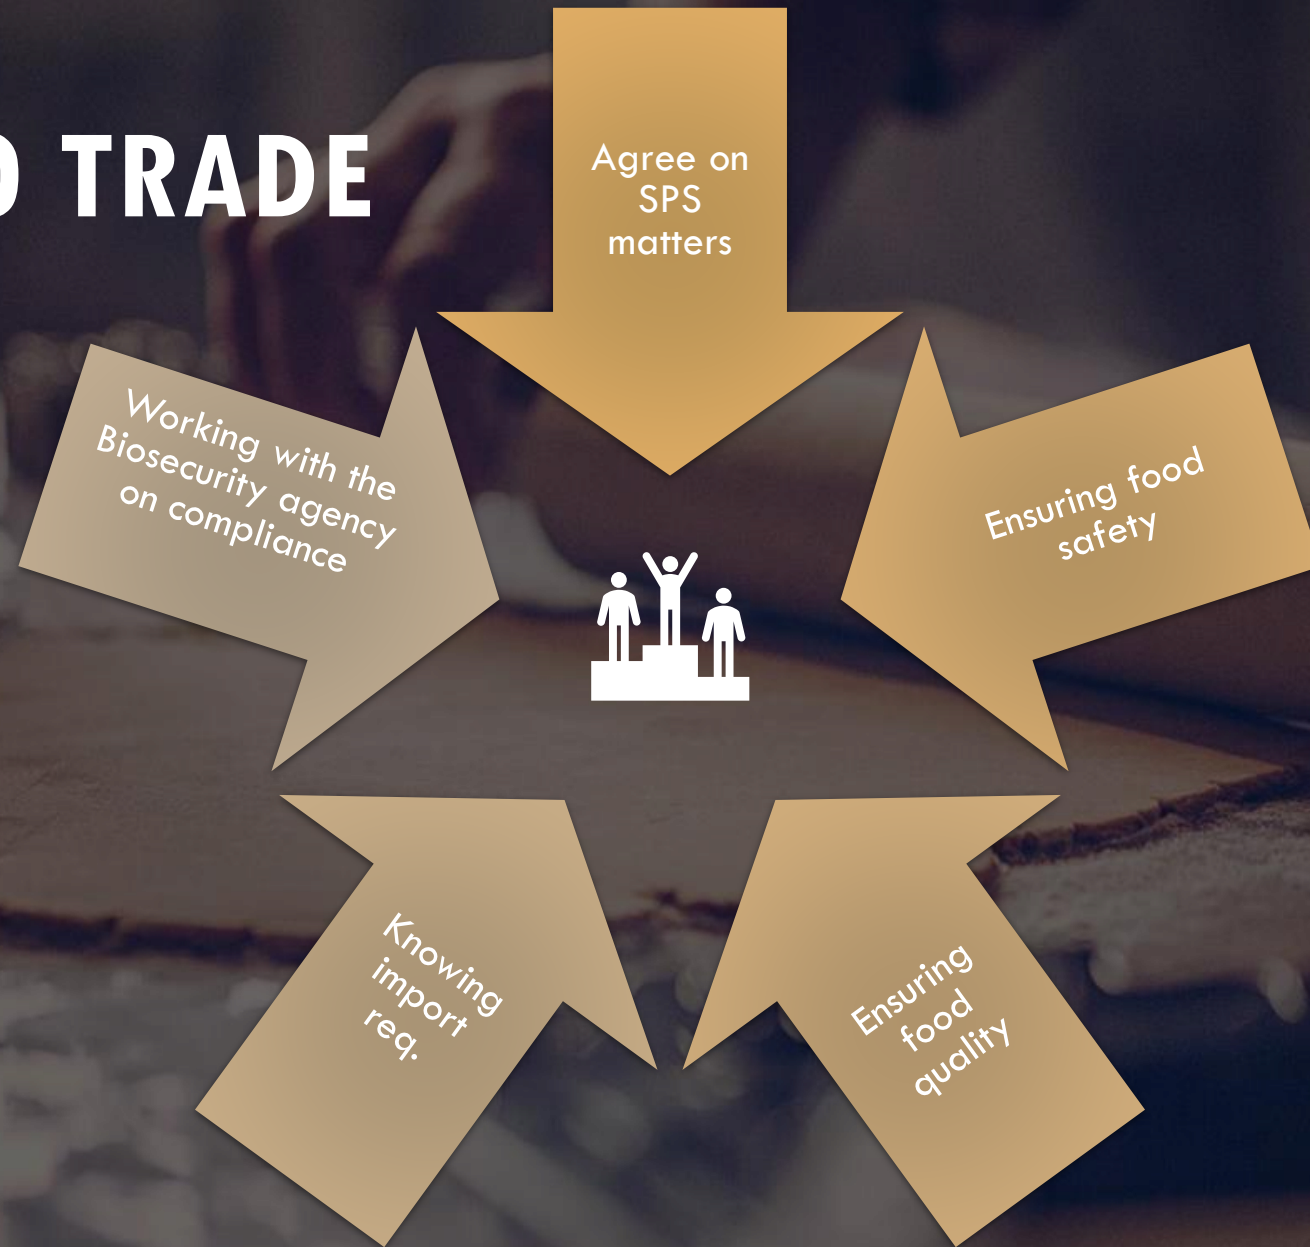 TRADE
Agree on
SPS
matters
Ensuring food
safety
Ensuring
food
quality
Knowing
import
req.
Working with the
Biosecurity agency
on compliance